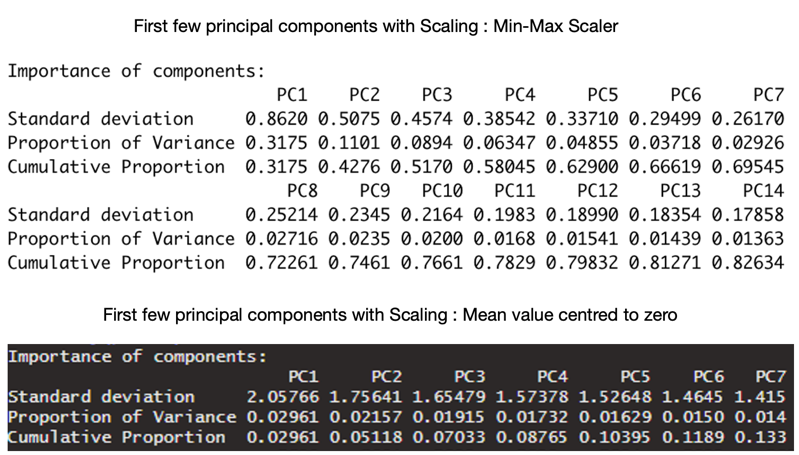 First few principal components with Scaling : Min-Max Scaler
Importance of components:
PC1 PC2 PC3 PC4 PC5 PC6 PC7
Standard deviation 0.8620 0.5075 0.4574 0.38542 0.33710 0.29499 0.26170
Proportion of Variance 0.3175 0.1101 0.0894 0.06347 0.04855 0.03718 0.02926
Cumulative Proportion 0.3175 0.4276 0.5170 0.58045 0.62900 0.66619 0.69545
PC8 PC9 PC10 PC11 PC12 PC13 PC14
Standard deviation 0.25214 0.2345 0.2164 0.1983 0.18990 0.18354 0.17858
Proportion of Variance 0.02716 0.0235 0.0200 0.0168 0.01541 0.01439 0.01363
Cumulative Proportion 0.72261 0.7461 0.7661 0.7829 0.79832 0.81271 0.82634
First few principal components with Scaling : Mean value centred to zero
Importance of components:
PC1 PC2 PC3 PC4 PC5 PC6 PC7
Standard deviation 2.05766 1.75641 1.65479 1.57378 1.52648 1.4645 1.415
Proportion of Variance 0.02961 0.02157 0.01915 0.01732 0.01629 0.0150 0.014
Cumulative Proportion 0.02961 0.05118 0.07033 0.08765 0.10395 0.1189 0.133